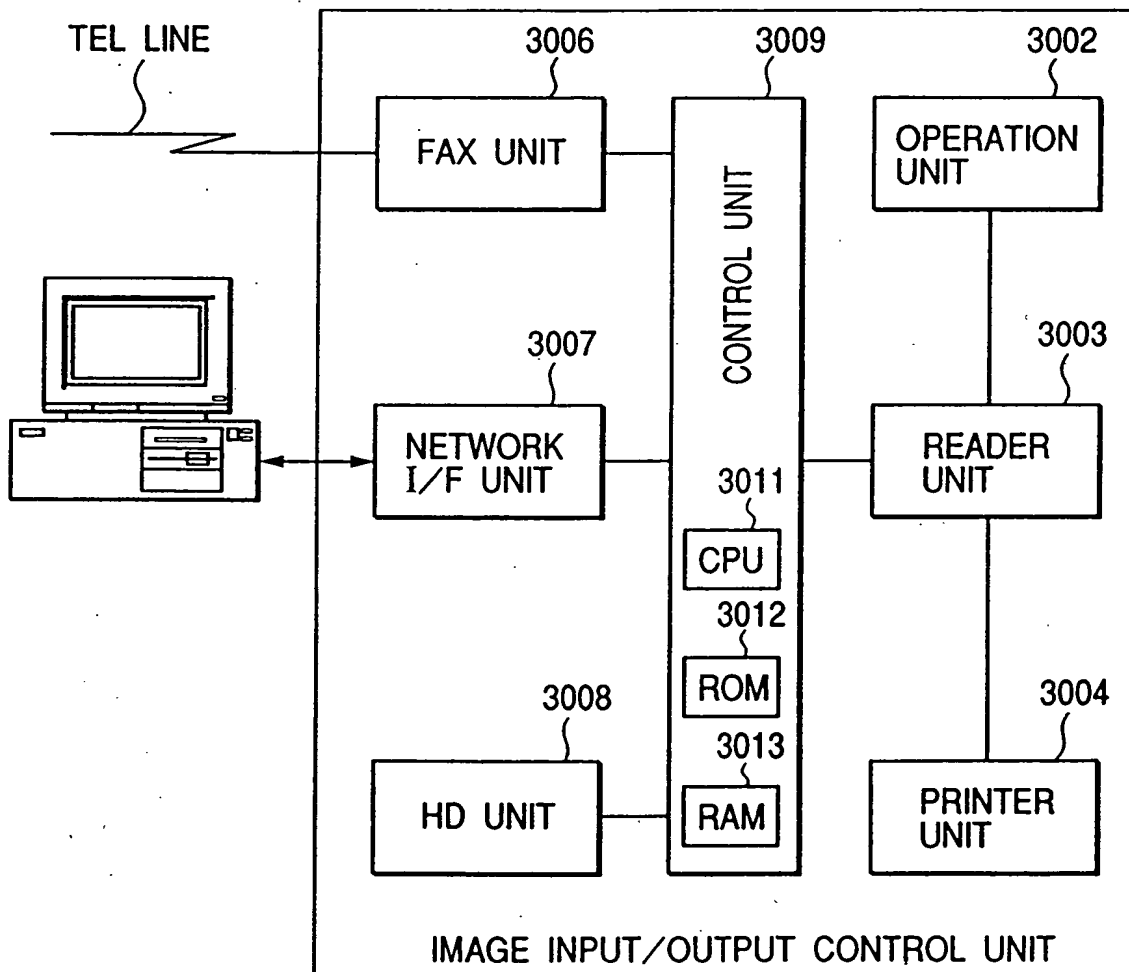 TEL LINE
3006
3009
3002
FAX UNIT
CONTROL UNIT
OPERATION
UNIT
3007
3003
NETWORK
I/F UNIT
READER
UNIT
3011
CPU
3012
ROM
3008
3004
3013
HD UNIT
RAM
PRINTER
UNIT
IMAGE INPUT/OUTPUT CONTROL UNIT